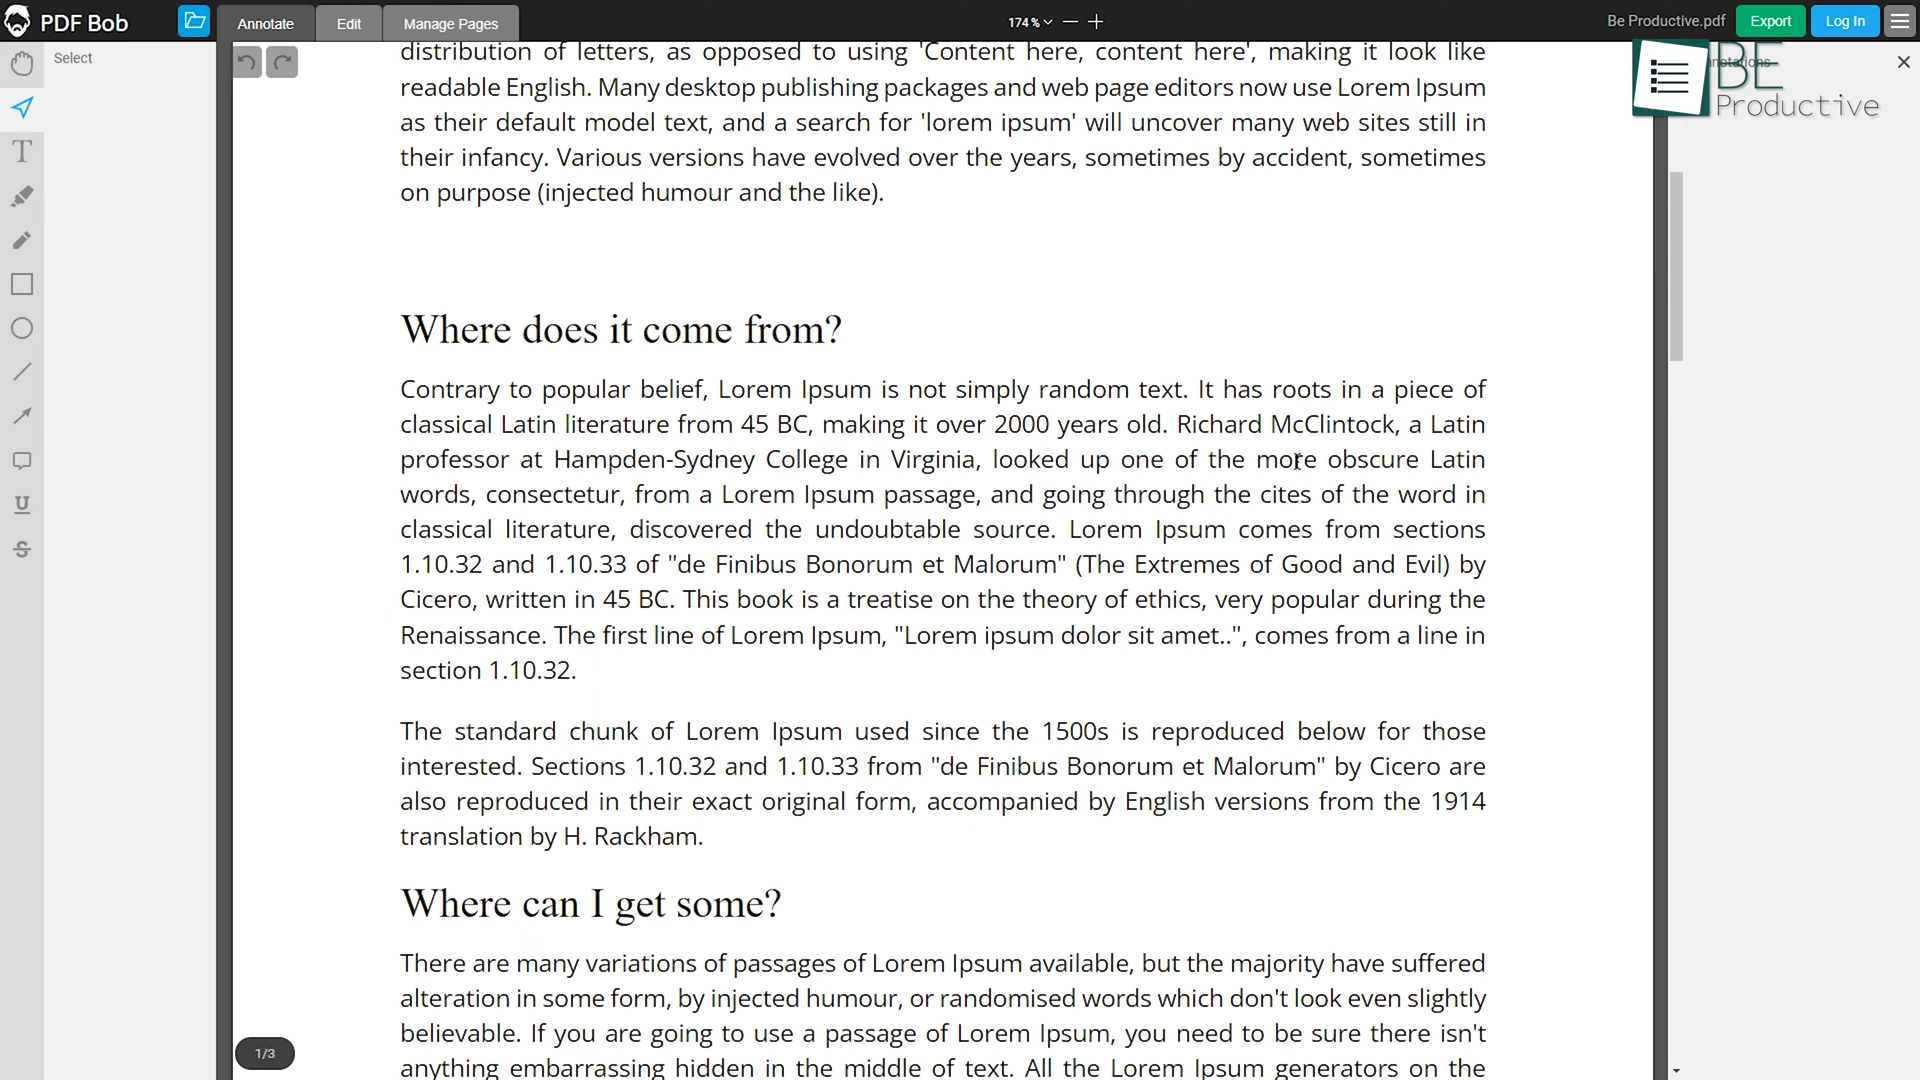 PDF Bob
Annotate
Edit
Manage Pages
174%
Be Productive.pdf
Export
Log In
Select
BE
Productive
distribution of letters, as opposed to using 'Content here, content here', making it look like
readable English. Many desktop publishing packages and web page editors now use Lorem Ipsum
as their default model text, and a search for 'lorem ipsum' will uncover many web sites still in
their infancy. Various versions have evolved over the years, sometimes by accident, sometimes
on purpose (injected humour and the like).
Where does it come from?
Contrary to popular belief, Lorem Ipsum is not simply random text. It has roots in a piece of
classical Latin literature from 45 BC, making it over 2000 years old. Richard McClintock, a Latin
professor at Hampden-Sydney College in Virginia, looked up one of the more obscure Latin
words, consectetur, from a Lorem Ipsum passage, and going through the cites of the word in
classical literature, discovered the undoubtable source. Lorem Ipsum comes from sections
1.10.32 and 1.10.33 of "de Finibus Bonorum et Malorum" (The Extremes of Good and Evil) by
Cicero, written in 45 BC. This book is a treatise on the theory of ethics, very popular during the
Renaissance. The first line of Lorem Ipsum, "Lorem ipsum dolor sit amet..", comes from a line in
section 1.10.32.
The standard chunk of Lorem Ipsum used since the 1500s is reproduced below for those
interested. Sections 1.10.32 and 1.10.33 from "de Finibus Bonorum et Malorum" by Cicero are
also reproduced in their exact original form, accompanied by English versions from the 1914
translation by H. Rackham.
Where can I get some?
There are many variations of passages of Lorem Ipsum available, but the majority have suffered
alteration in some form, by injected humour, or randomised words which don't look even slightly
believable. If you are going to use a passage of Lorem Ipsum, you need to be sure there isn't
anything embarrassing hidden in the middle of text. All the Lorem Ipsum generators on the
1/3